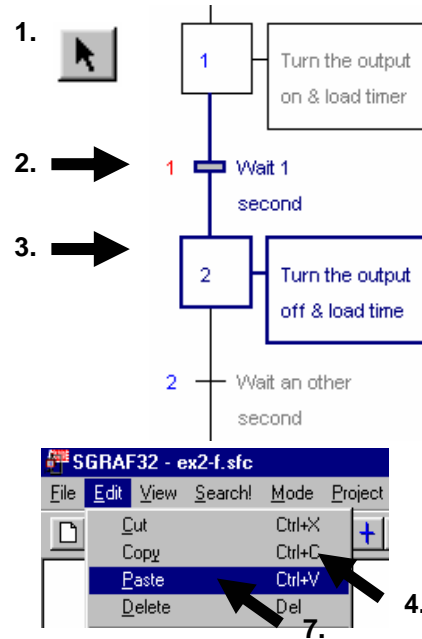 1.
1 Turn the output
on & load timer
2. 1 Wait 1
second
3.
2 Turn the output
off & load time
2 Wait an other
second
SGRAF32 - ex2-f.sfc
File Edit View Search! Mode Project
Cut Ctrl+X
Copy Ctrl+C
Paste Ctrl+V
Delete Del 4.
7.